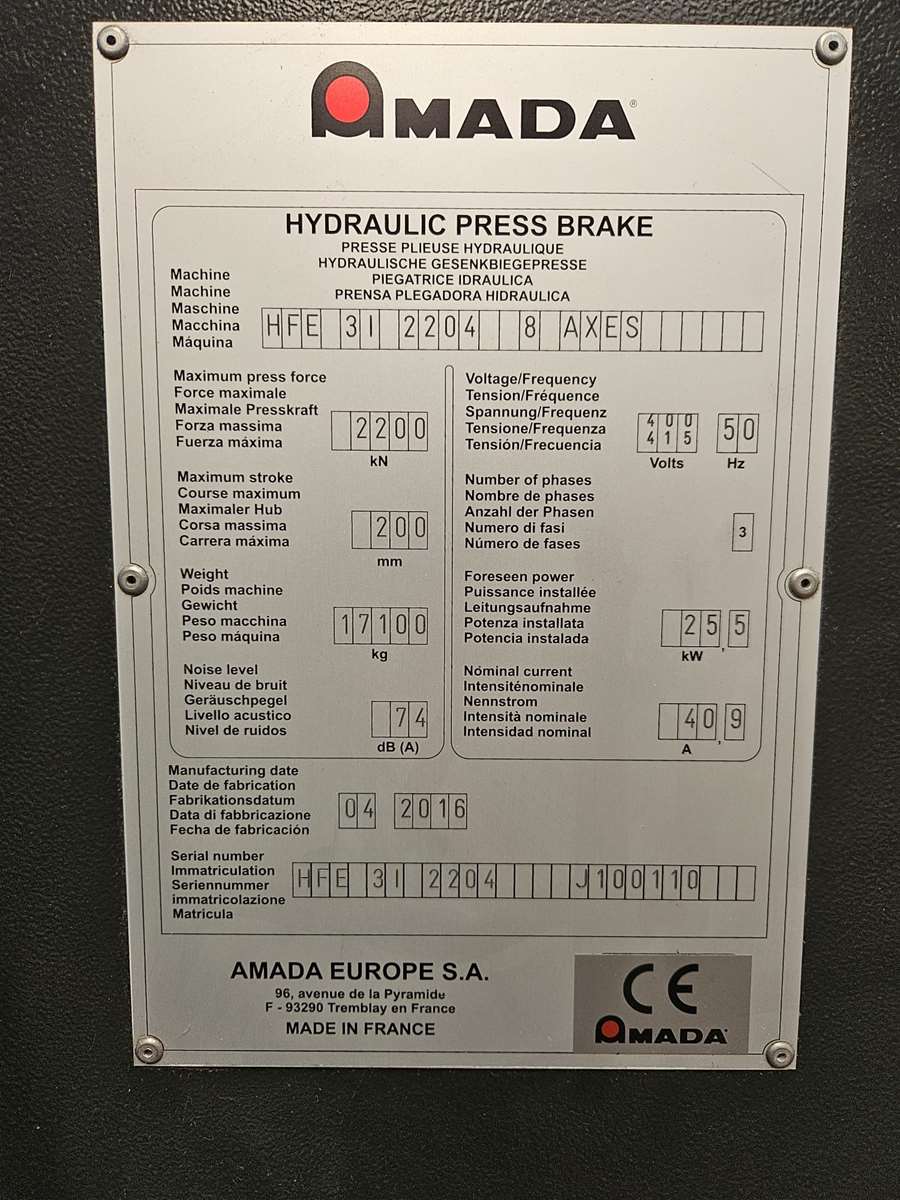 AMADA®
HYDRAULIC PRESS BRAKE
PRESSE PLIEUSE HYDRAULIQUE
HYDRAULISCHE GESENKBIEGEPRESSE
PIEGATRICE IDRAULICA
PRENSA PLEGADORA HIDRAULICA
Machine
Machine
Maschine
Macchina
Máquina
HFE 3I 2204 8 AXES
Maximum press force
Force maximale
Maximale Presskraft
Forza massima
Fuerza máxima
2200
kN
Maximum stroke
Course maximum
Maximaler Hub
Corsa massima
Carrera máxima
200
mm
Weight
Poids machine
Gewicht
Peso macchina
Peso máquina
17100
kg
Noise level
Niveau de bruit
Geräuschpegel
Livello acustico
Nivel de ruidos
74
dB (A)
Voltage/Frequency
Tension/Fréquence
Spannung/Frequenz
Tensione/Frequenza
Tensión/Frecuencia
400
415
Volts
50
Hz
Number of phases
Nombre de phases
Anzahl der Phasen
Numero di fasi
Número de fases
3
Foreseen power
Puissance installée
Leitungsaufnahme
Potenza installata
Potencia instalada
25,5
kW
Nóminal current
Intensiténominale
Nennstrom
Intensità nominale
Intensidad nominal
40,9
A
Manufacturing date
Date de fabrication
Fabrikationsdatum
Data di fabbricazione
Fecha de fabricación
04 2016
Serial number
Immatriculation
Seriennummer
immatricolazione
Matricula
HFE 3I 2204 J100110
AMADA EUROPE S.A.
96, avenue de la Pyramide
F - 93290 Tremblay en France
MADE IN FRANCE
CE
AMADA